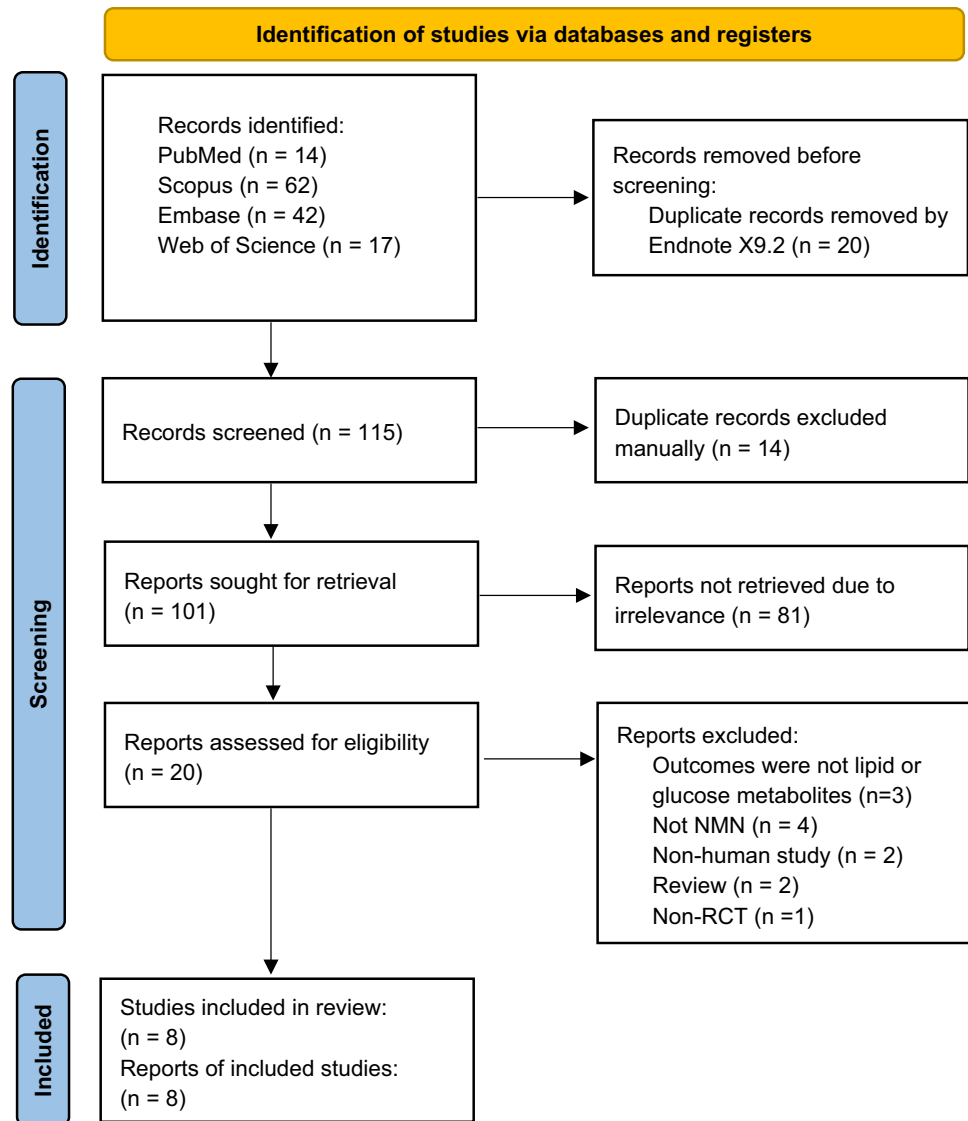 Identification of studies via databases and registers
Identification
Records identified:
PubMed (n = 14)
Scopus (n = 62)
Embase (n = 42)
Web of Science (n = 17)
Records removed before
screening:
Duplicate records removed by
Endnote X9.2 (n = 20)
Screening
Records screened (n = 115)
Duplicate records excluded
manually (n = 14)
Reports sought for retrieval
(n = 101)
Reports not retrieved due to
irrelevance (n = 81)
Reports assessed for eligibility
(n = 20)
Reports excluded:
Outcomes were not lipid or
glucose metabolites (n=3)
Not NMN (n = 4)
Non-human study (n = 2)
Review (n = 2)
Non-RCT (n =1)
Included
Studies included in review:
(n = 8)
Reports of included studies:
(n = 8)